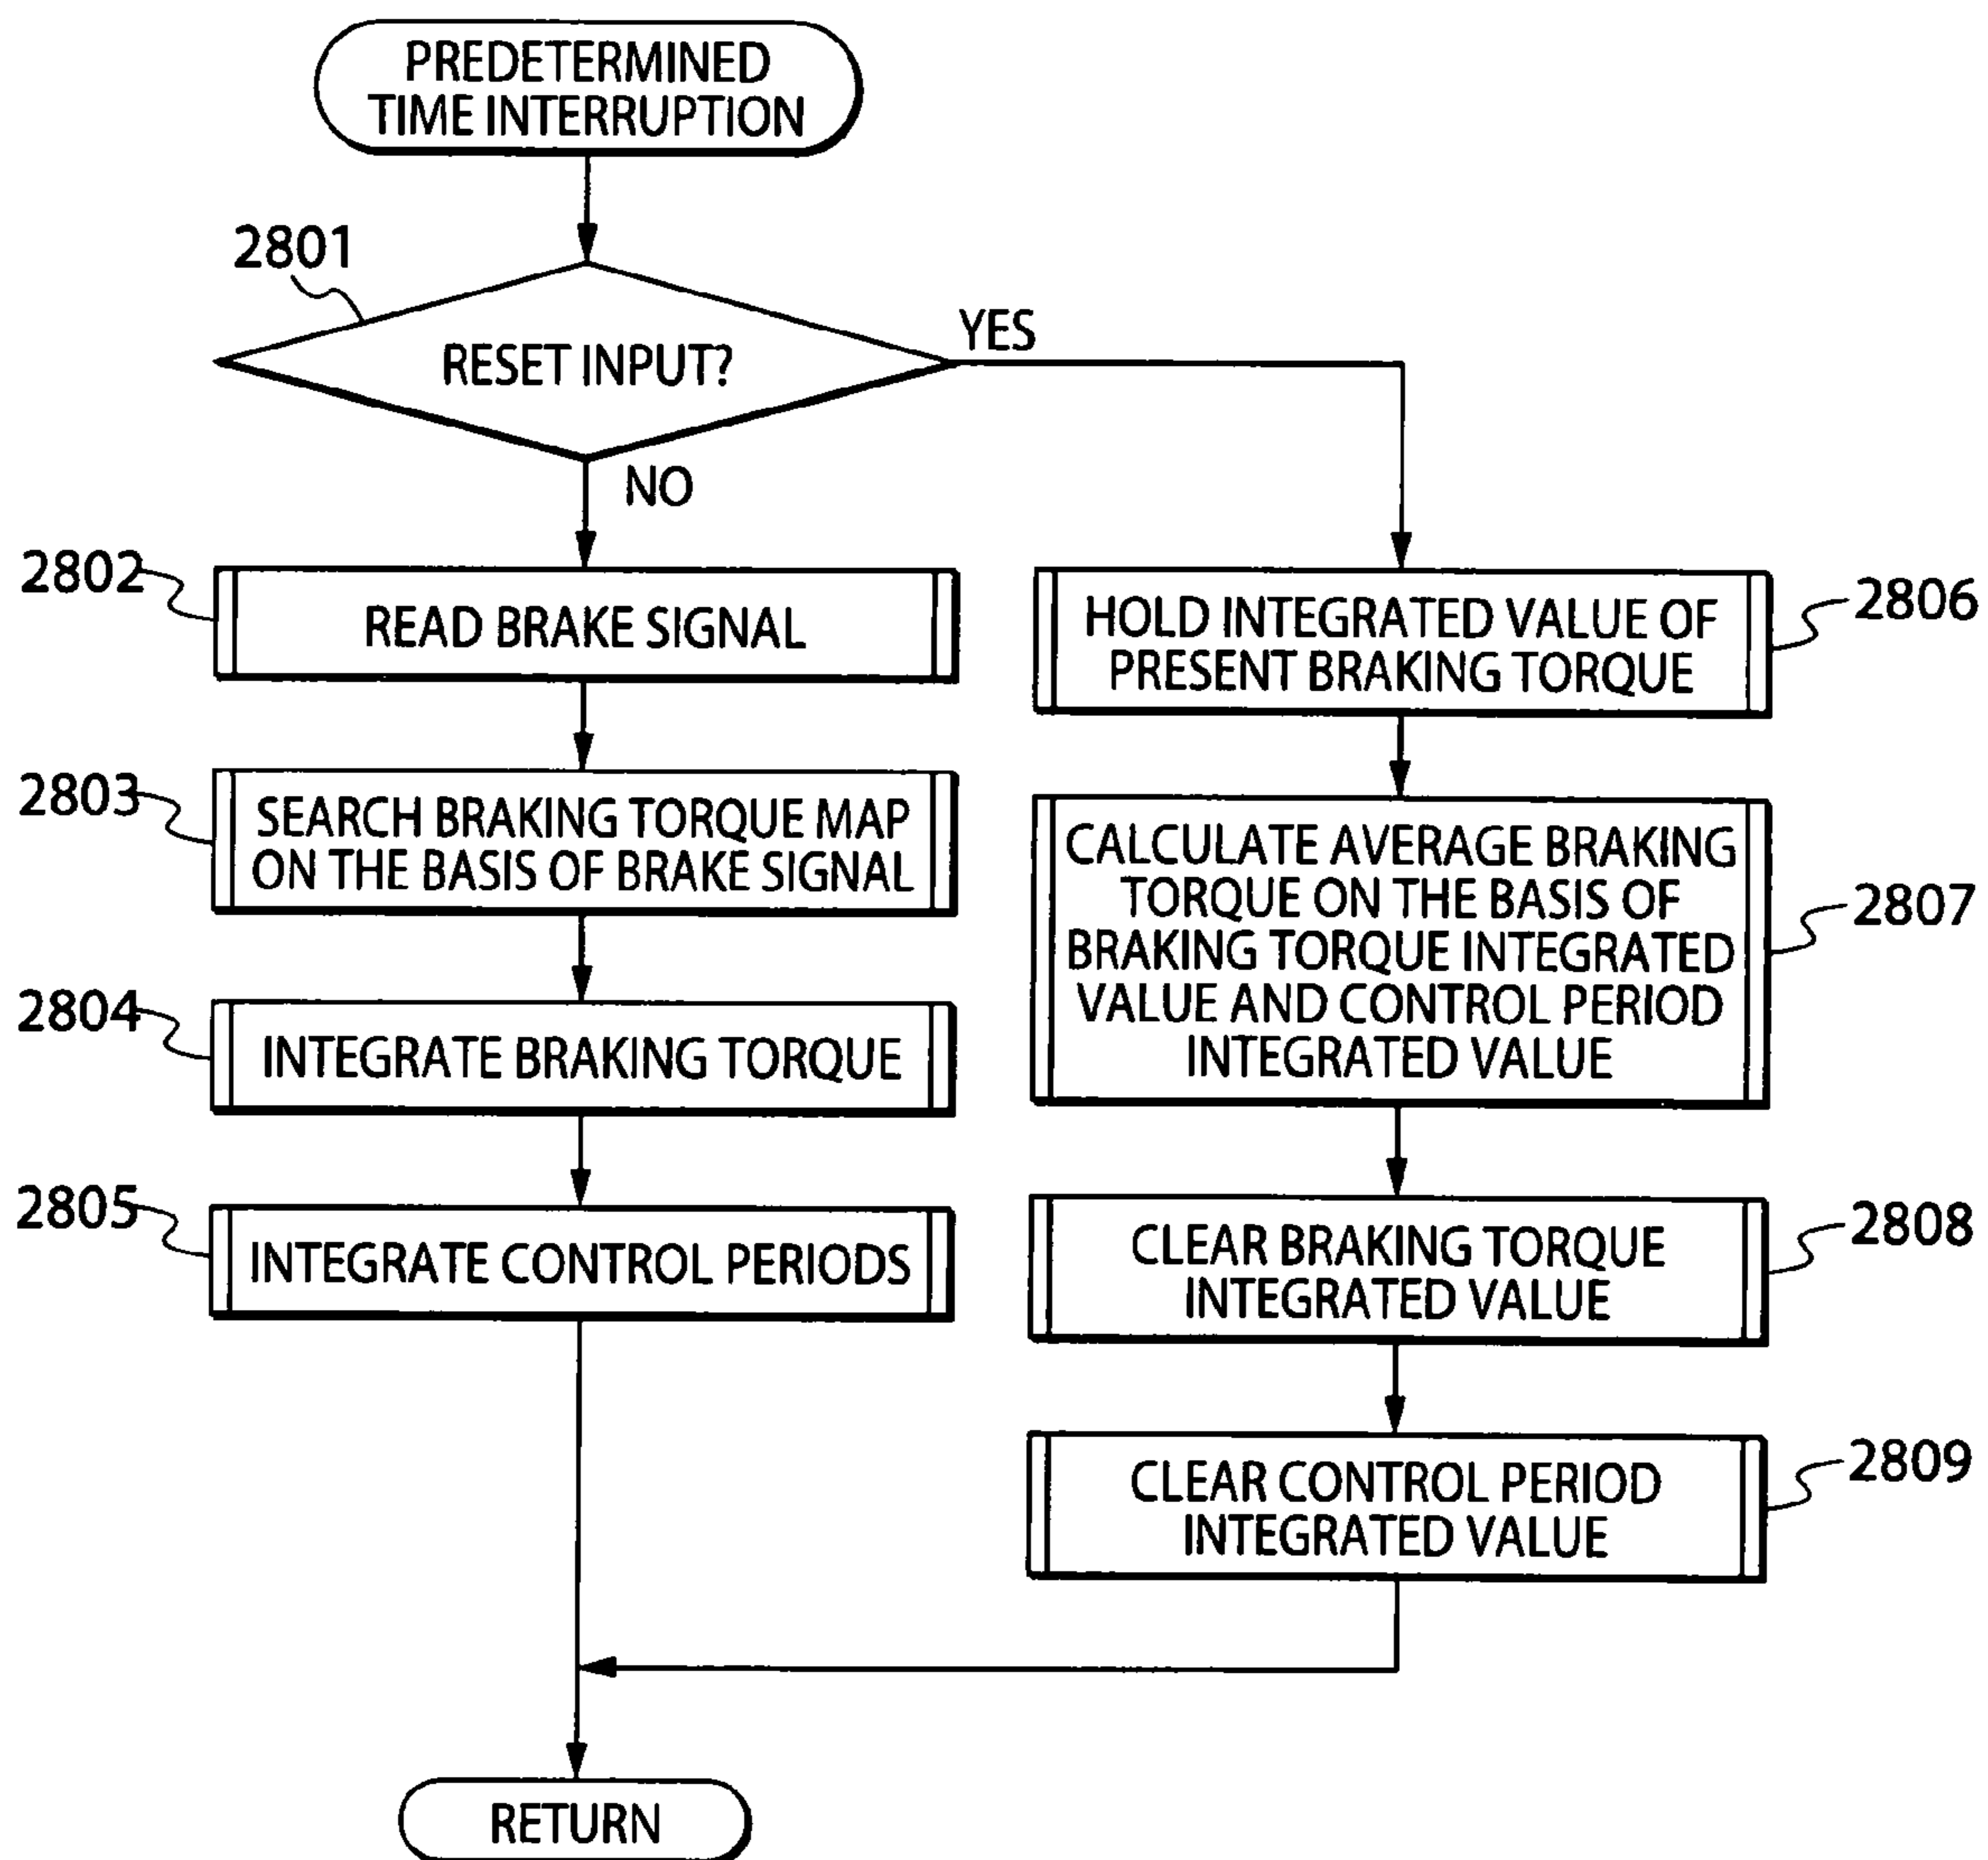 PREDETERMINED
TIME INTERRUPTION
2801
RESET INPUT?
YES
NO
2802
READ BRAKE SIGNAL
2803
SEARCH BRAKING TORQUE MAP
ON THE BASIS OF BRAKE SIGNAL
2804
INTEGRATE BRAKING TORQUE
2805
INTEGRATE CONTROL PERIODS
HOLD INTEGRATED VALUE OF
PRESENT BRAKING TORQUE
2806
CALCULATE AVERAGE BRAKING
TORQUE ON THE BASIS OF
BRAKING TORQUE INTEGRATED
VALUE AND CONTROL PERIOD
INTEGRATED VALUE
2807
CLEAR BRAKING TORQUE
INTEGRATED VALUE
2808
CLEAR CONTROL PERIOD
INTEGRATED VALUE
2809
RETURN